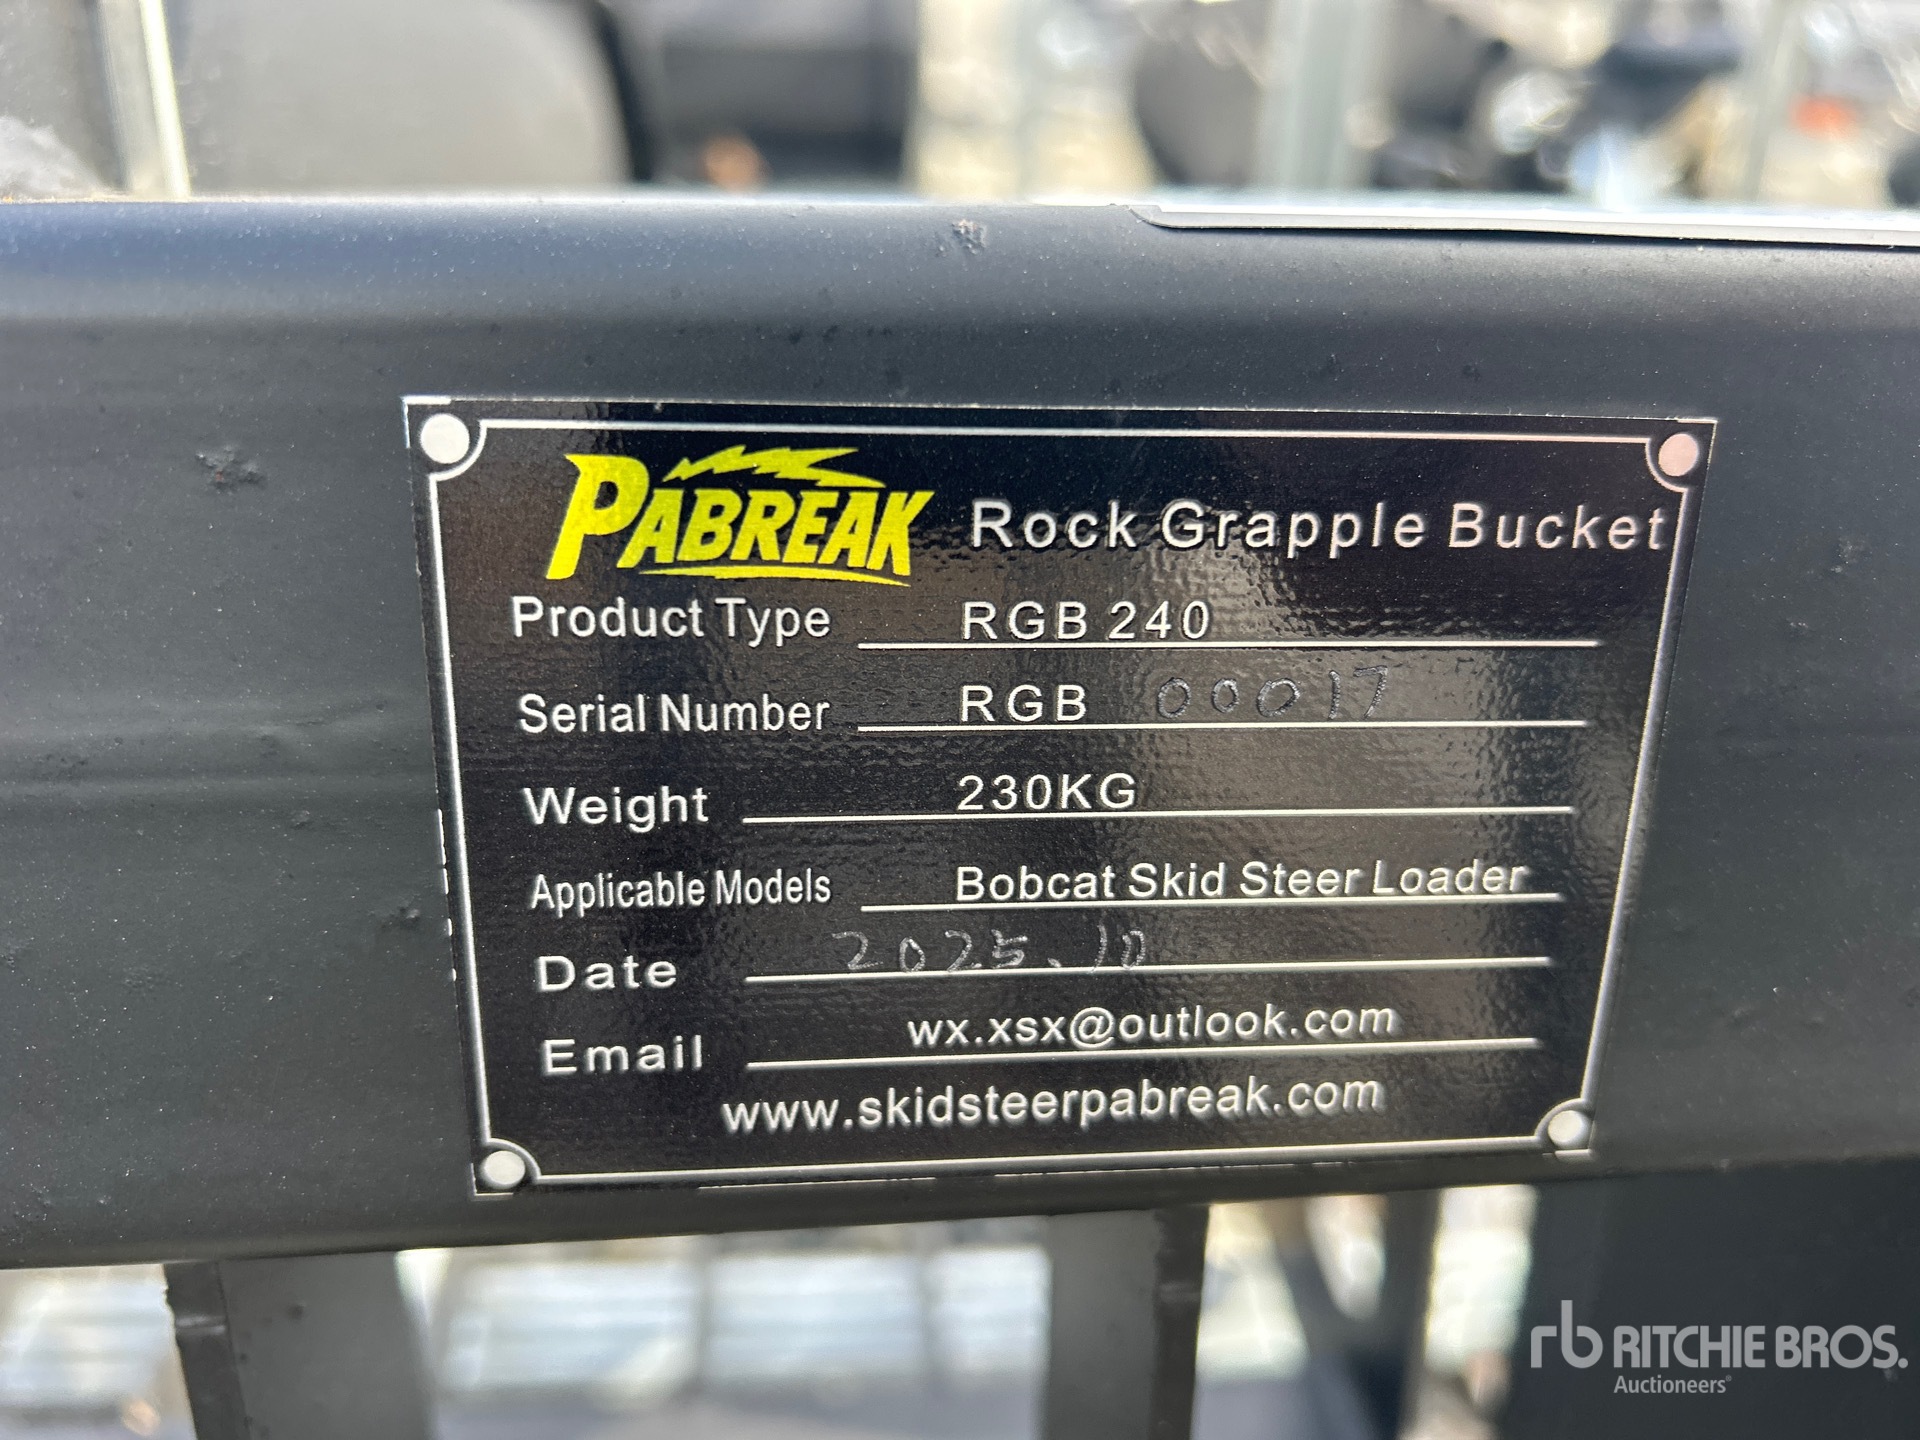 PABREAK Rock Grapple Bucket
Product Type RGB 240
Serial Number RGB 00017
Weight 230KG
Applicable Models Bobcat Skid Steer Loader
Date 2025.10
Email wx.xsx@outlook.com
www.skidsteerpabreak.com
rb RITCHIE BROS.
Auctioneers®